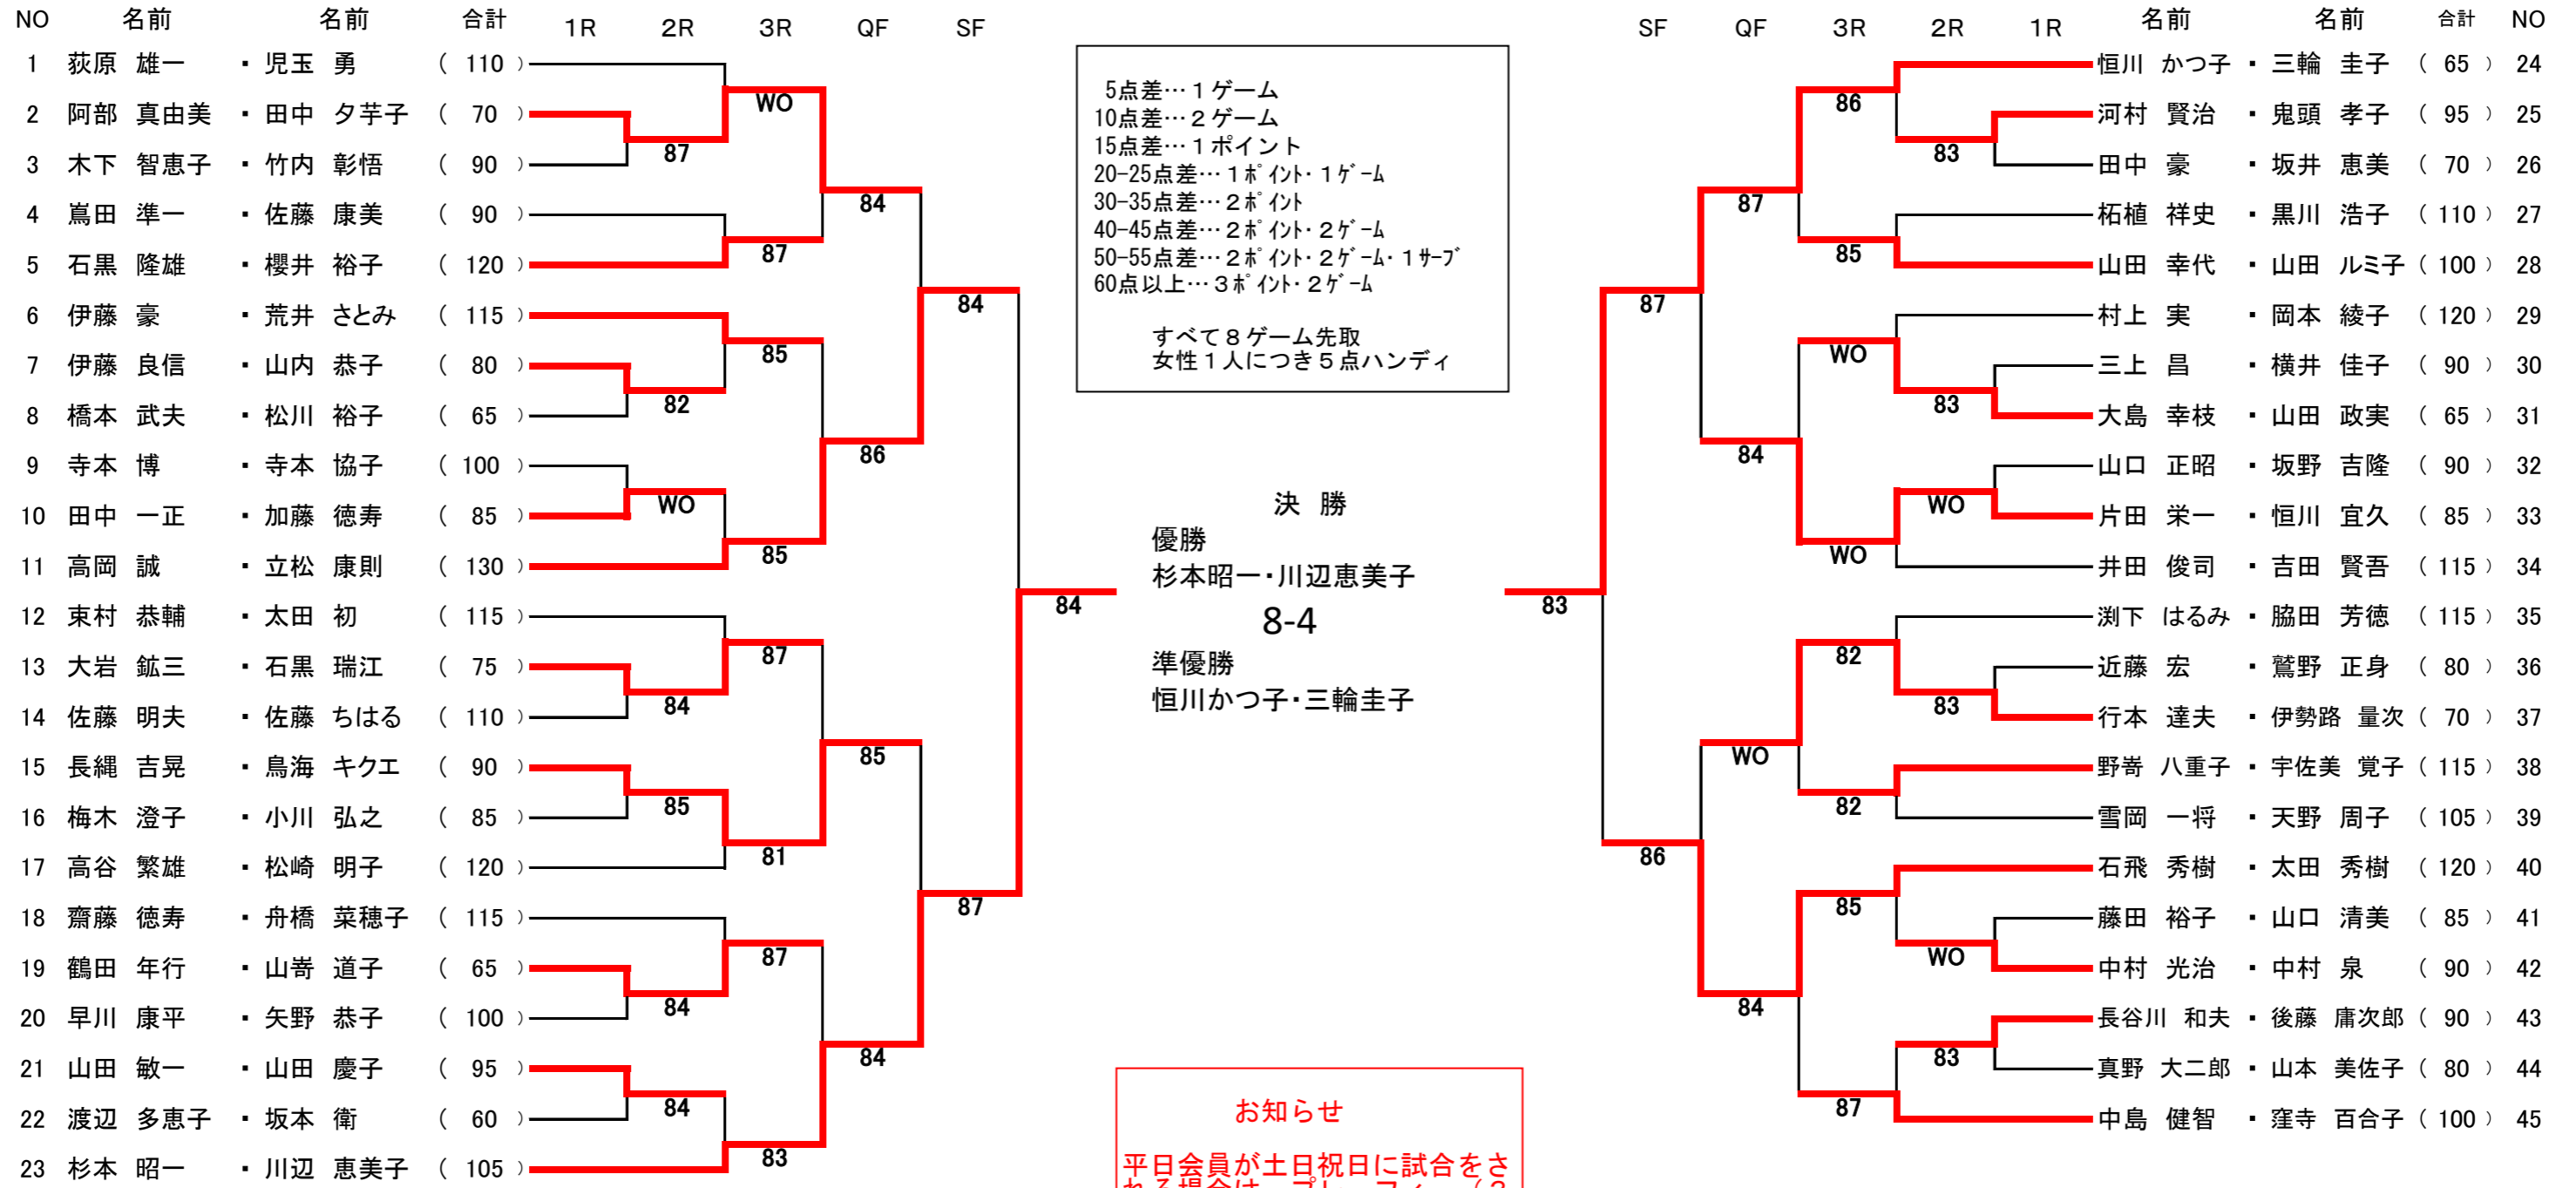 NO 名前 名前 合計 1R 2R 3R QF SF
1 荻原 雄一 ・ 児玉 勇 ( 110 )
2 阿部 真由美 ・ 田中 夕芋子 ( 70 )
3 木下 智恵子 ・ 竹内 彰悟 ( 90 )
4 嶌田 準一 ・ 佐藤 康美 ( 90 )
5 石黒 隆雄 ・ 櫻井 裕子 ( 120 )
6 伊藤 豪 ・ 荒井 さとみ ( 115 )
7 伊藤 良信 ・ 山内 恭子 ( 80 )
8 橋本 武夫 ・ 松川 裕子 ( 65 )
9 寺本 博 ・ 寺本 協子 ( 100 )
10 田中 一正 ・ 加藤 徳寿 ( 85 )
11 高岡 誠 ・ 立松 康則 ( 130 )
12 束村 恭輔 ・ 太田 初 ( 115 )
13 大岩 鉱三 ・ 石黒 瑞江 ( 75 )
14 佐藤 明夫 ・ 佐藤 ちはる ( 110 )
15 長縄 吉晃 ・ 鳥海 キクエ ( 90 )
16 梅木 澄子 ・ 小川 弘之 ( 85 )
17 高谷 繁雄 ・ 松崎 明子 ( 120 )
18 齋藤 徳寿 ・ 舟橋 菜穂子 ( 115 )
19 鶴田 年行 ・ 山嵜 道子 ( 65 )
20 早川 康平 ・ 矢野 恭子 ( 100 )
21 山田 敏一 ・ 山田 慶子 ( 95 )
22 渡辺 多恵子 ・ 坂本 衛 ( 60 )
23 杉本 昭一 ・ 川辺 恵美子 ( 105 )
87
82
WO
84
85
84
84
WO
87
85
85
87
81
87
83
84
86
85
84
84
87
84
5点差…1ゲーム
10点差…2ゲーム
15点差…1ポイント
20-25点差…1ポイント・1ゲーム
30-35点差…2ポイント
40-45点差…2ポイント・2ゲーム
50-55点差…2ポイント・2ゲーム・1サーブ
60点以上…3ポイント・2ゲーム
すべて8ゲーム先取
女性1人につき5点ハンディ
決 勝
優勝
杉本昭一・川辺恵美子
8-4
準優勝
恒川かつ子・三輪圭子
お知らせ
平日会員が土日祝日に試合をさ
SF QF 3R 2R 1R 名前 名前 合計 NO
恒川 かつ子 ・ 三輪 圭子 ( 65 ) 24
河村 賢治 ・ 鬼頭 孝子 ( 95 ) 25
田中 豪 ・ 坂井 恵美 ( 70 ) 26
柘植 祥史 ・ 黒川 浩子 ( 110 ) 27
山田 幸代 ・ 山田 ルミ子 ( 100 ) 28
村上 実 ・ 岡本 綾子 ( 120 ) 29
三上 昌 ・ 横井 佳子 ( 90 ) 30
大島 幸枝 ・ 山田 政実 ( 65 ) 31
山口 正昭 ・ 坂野 吉隆 ( 90 ) 32
片田 栄一 ・ 恒川 宜久 ( 85 ) 33
井田 俊司 ・ 吉田 賢吾 ( 115 ) 34
渕下 はるみ ・ 脇田 芳徳 ( 115 ) 35
近藤 宏 ・ 鷲野 正身 ( 80 ) 36
行本 達夫 ・ 伊勢路 量次 ( 70 ) 37
野嵜 八重子 ・ 宇佐美 覚子 ( 115 ) 38
雪岡 一将 ・ 天野 周子 ( 105 ) 39
石飛 秀樹 ・ 太田 秀樹 ( 120 ) 40
藤田 裕子 ・ 山口 清美 ( 85 ) 41
中村 光治 ・ 中村 泉 ( 90 ) 42
長谷川 和夫 ・ 後藤 庸次郎 ( 90 ) 43
真野 大二郎 ・ 山本 美佐子 ( 80 ) 44
中島 健智 ・ 窪寺 百合子 ( 100 ) 45
83
83
WO
83
WO
83
86
85
WO
WO
82
82
85
87
87
84
WO
84
87
86
83